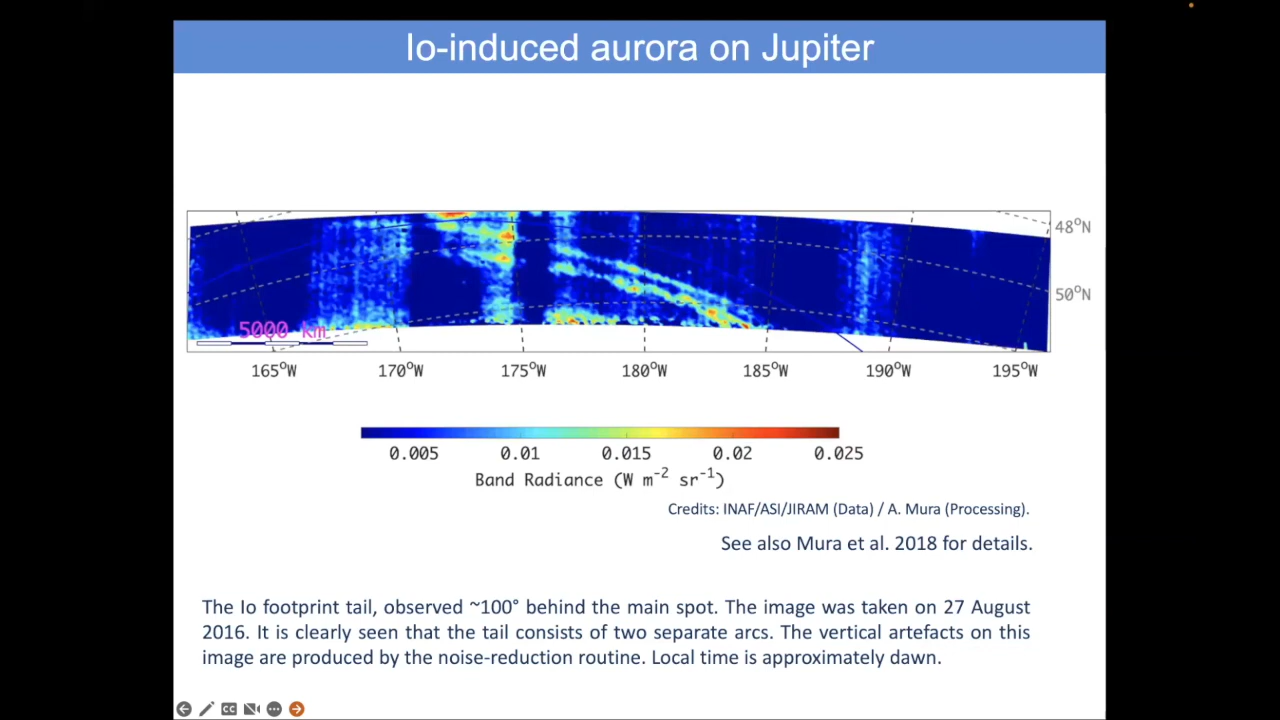 Io-induced aurora on Jupiter
48°N
50°N
5000 km
165°W 170°W 175°W 180°W 185°W 190°W 195°W
0.005 0.01 0.015 0.02 0.025
Band Radiance (W m⁻² sr⁻¹)
Credits: INAF/ASI/JIRAM (Data) / A. Mura (Processing).
See also Mura et al. 2018 for details.
The Io footprint tail, observed ~100° behind the main spot. The image was taken on 27 August
2016. It is clearly seen that the tail consists of two separate arcs. The vertical artefacts on this
image are produced by the noise-reduction routine. Local time is approximately dawn.
CC